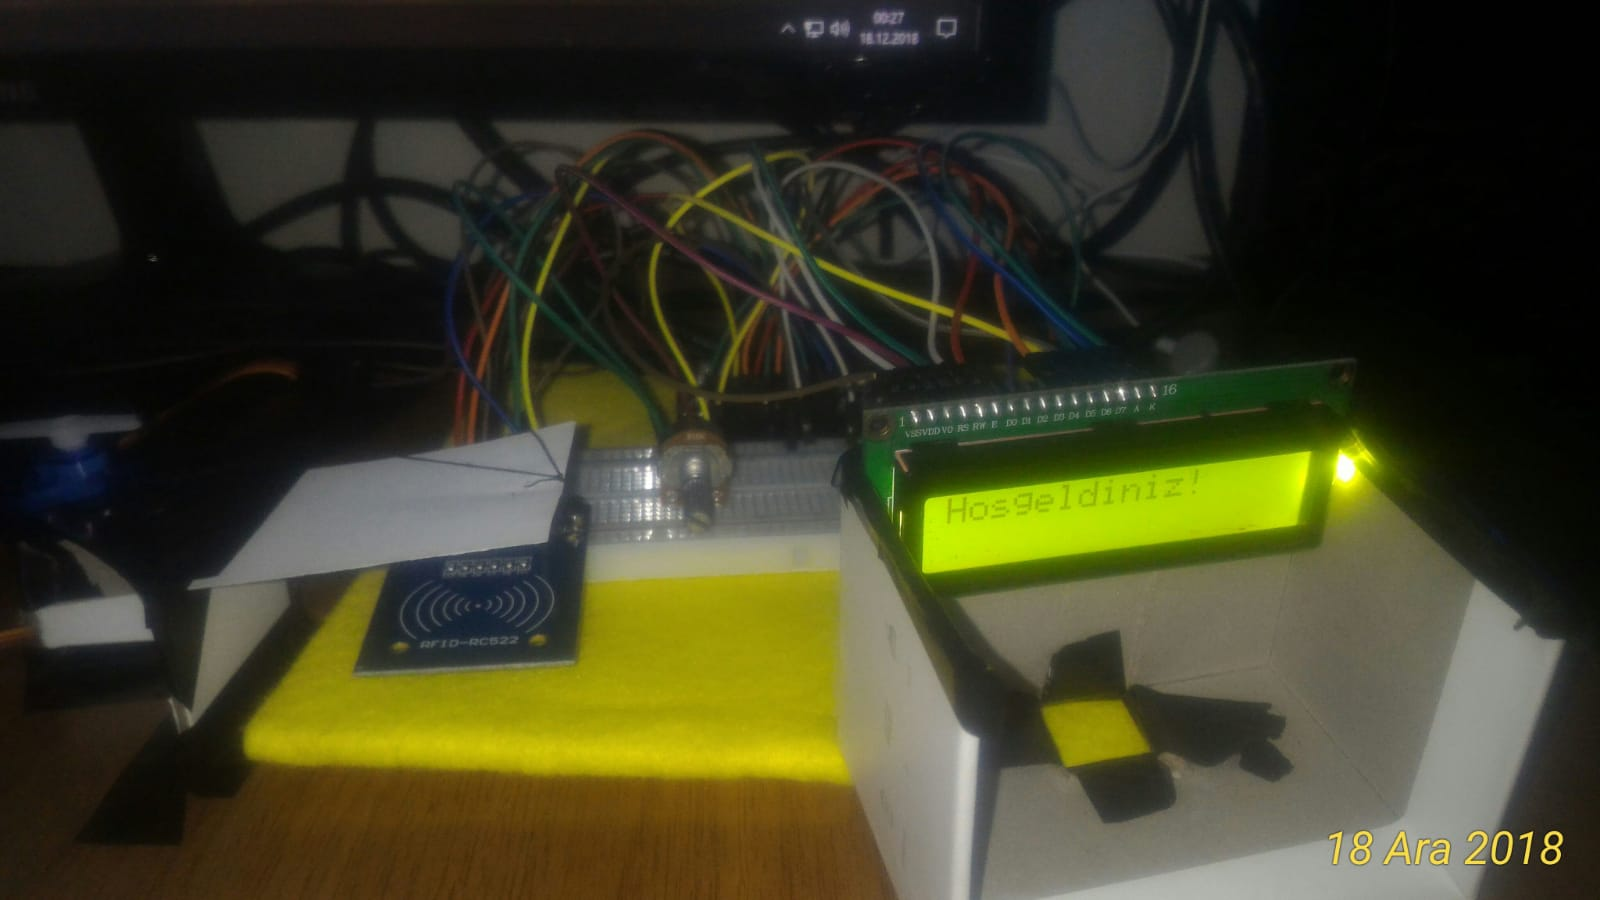 00:27
18.12.2018
1
16
VSS VDD V0 RS RW E D0 D1 D2 D3 D4 D5 D6 D7 A K
Hosgeldiniz!
RFID-RC522
18 Ara 2018